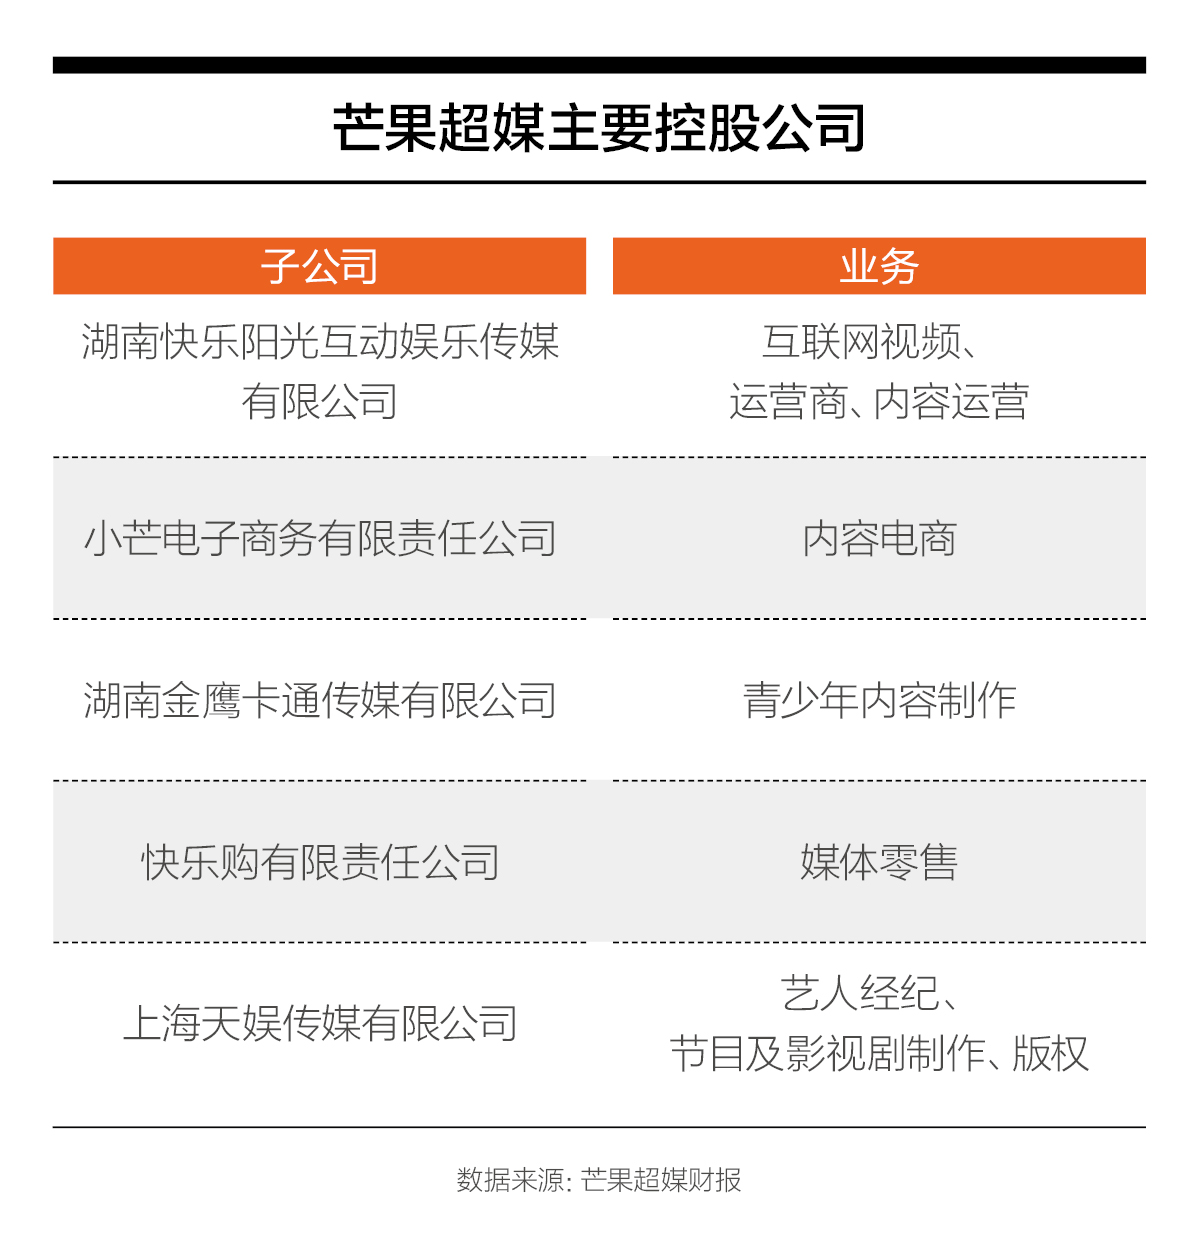 芒果超媒主要控股公司
子公司
业务
湖南快乐阳光互动娱乐传媒
有限公司
互联网视频、
运营商、内容运营
小芒电子商务有限责任公司
内容电商
湖南金鹰卡通传媒有限公司
青少年内容制作
快乐购有限责任公司
媒体零售
上海天娱传媒有限公司
艺人经纪、
节目及影视剧制作、版权
数据来源：芒果超媒财报